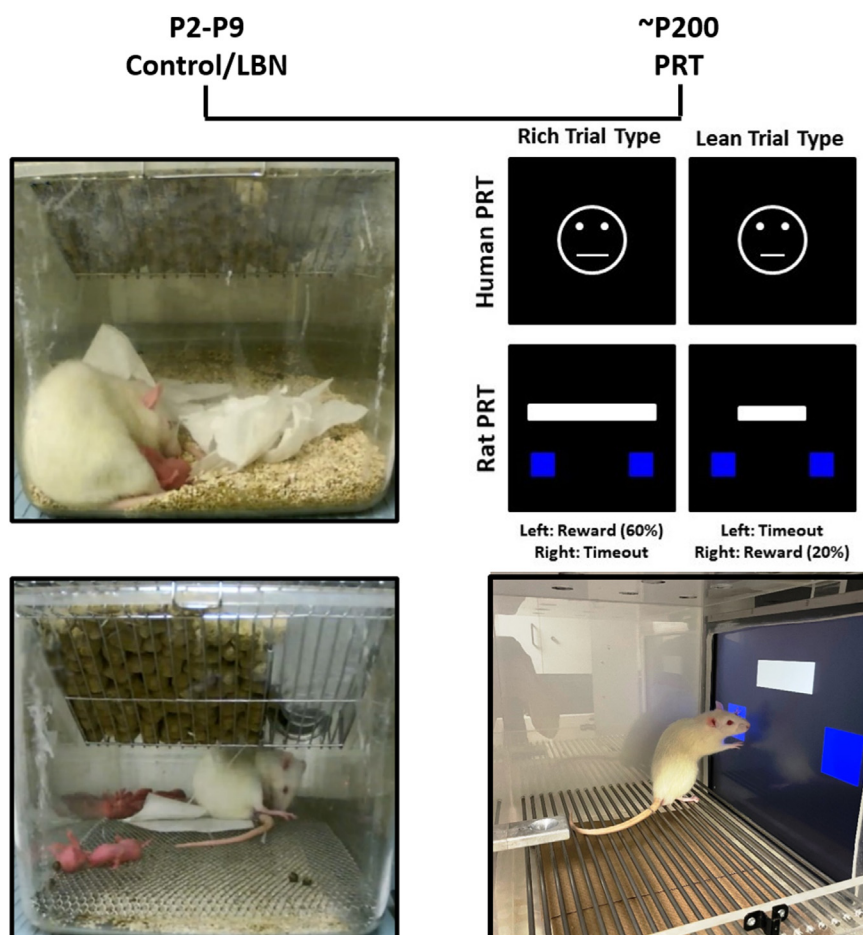 P2-P9
Control/LBN
~P200
PRT
Rich Trial Type
Lean Trial Type
Human PRT
Rat PRT
Left: Reward (60%)
Right: Timeout
Left: Timeout
Right: Reward (20%)